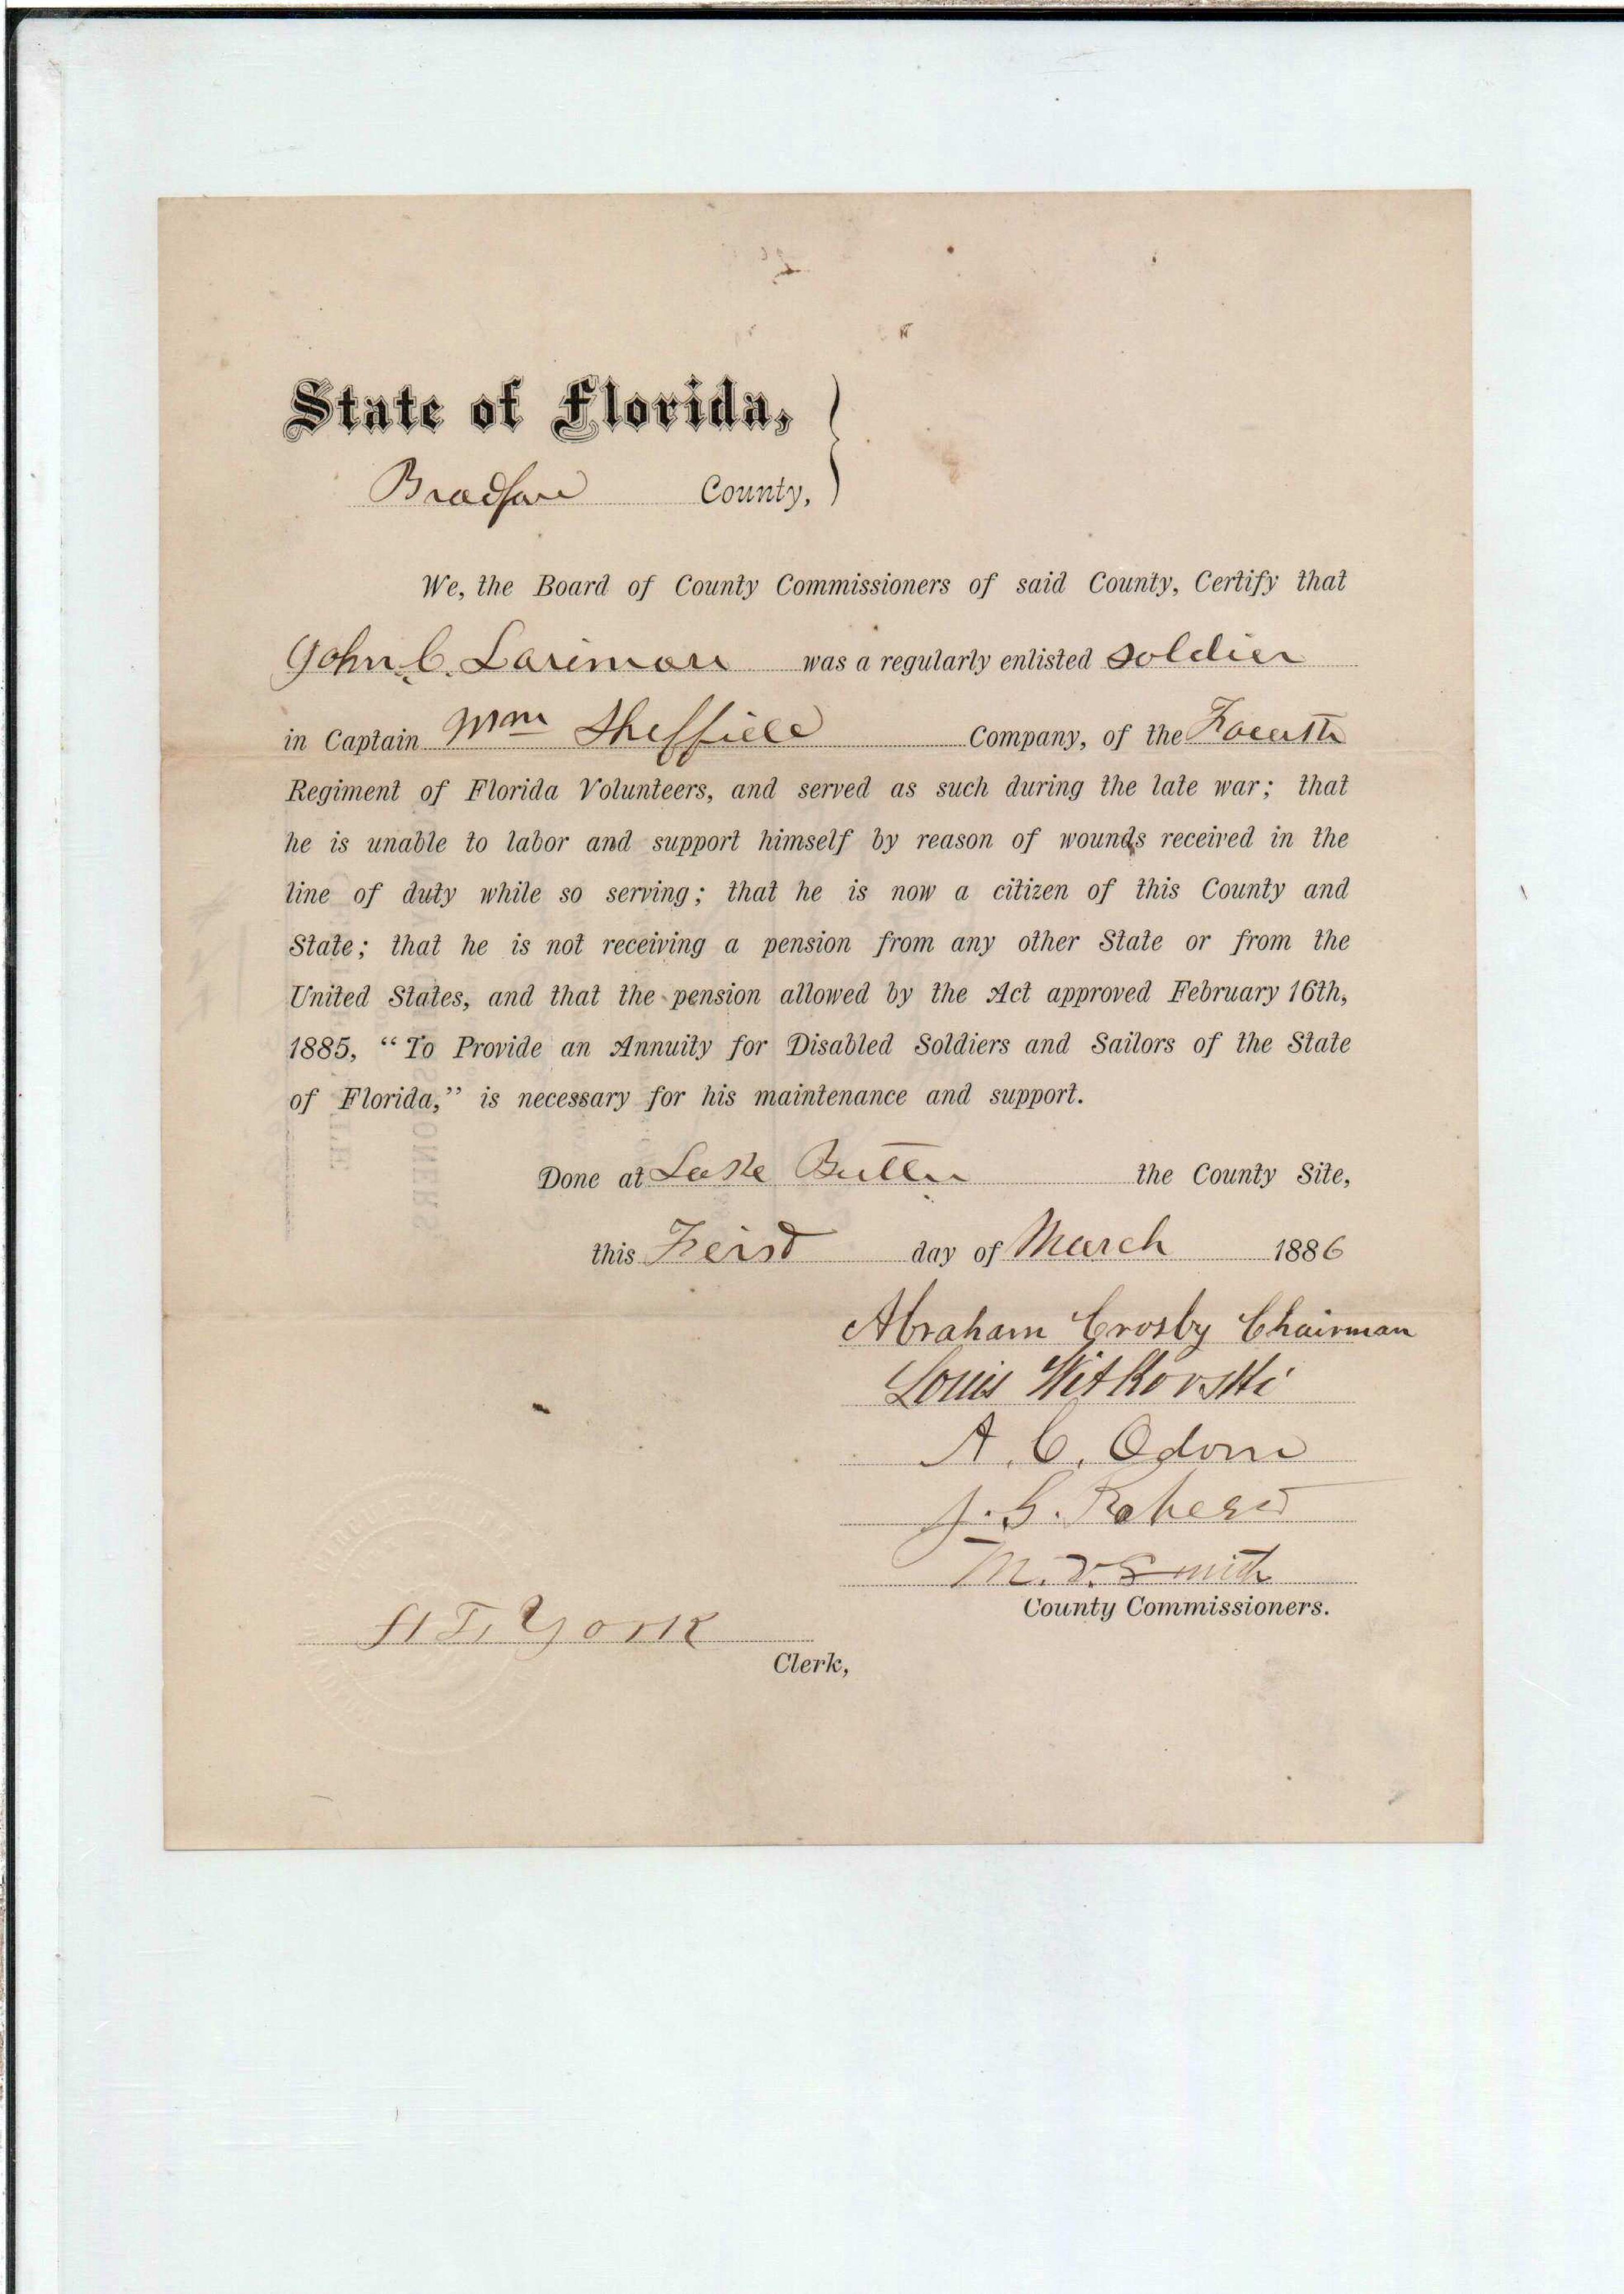 State of Florida,
Bradford County,
We, the Board of County Commissioners of said County, Certify that
John C. Larimore was a regularly enlisted soldier
in Captain Wm Sheffield Company, of the Fourth
Regiment of Florida Volunteers, and served as such during the late war; that
he is unable to labor and support himself by reason of wounds received in the
line of duty while so serving; that he is now a citizen of this County and
State; that he is not receiving a pension from any other State or from the
United States, and that the pension allowed by the Act approved February 16th,
1885, “To Provide an Annuity for Disabled Soldiers and Sailors of the State
of Florida,” is necessary for his maintenance and support.
Done at Lake Butler the County Site,
this First day of March 1886
Abraham Crosby Chairman
Louis Witkovski
A. C. Odom
J. G. Roberts
M. V. Smith
County Commissioners.
H T, York
Clerk,